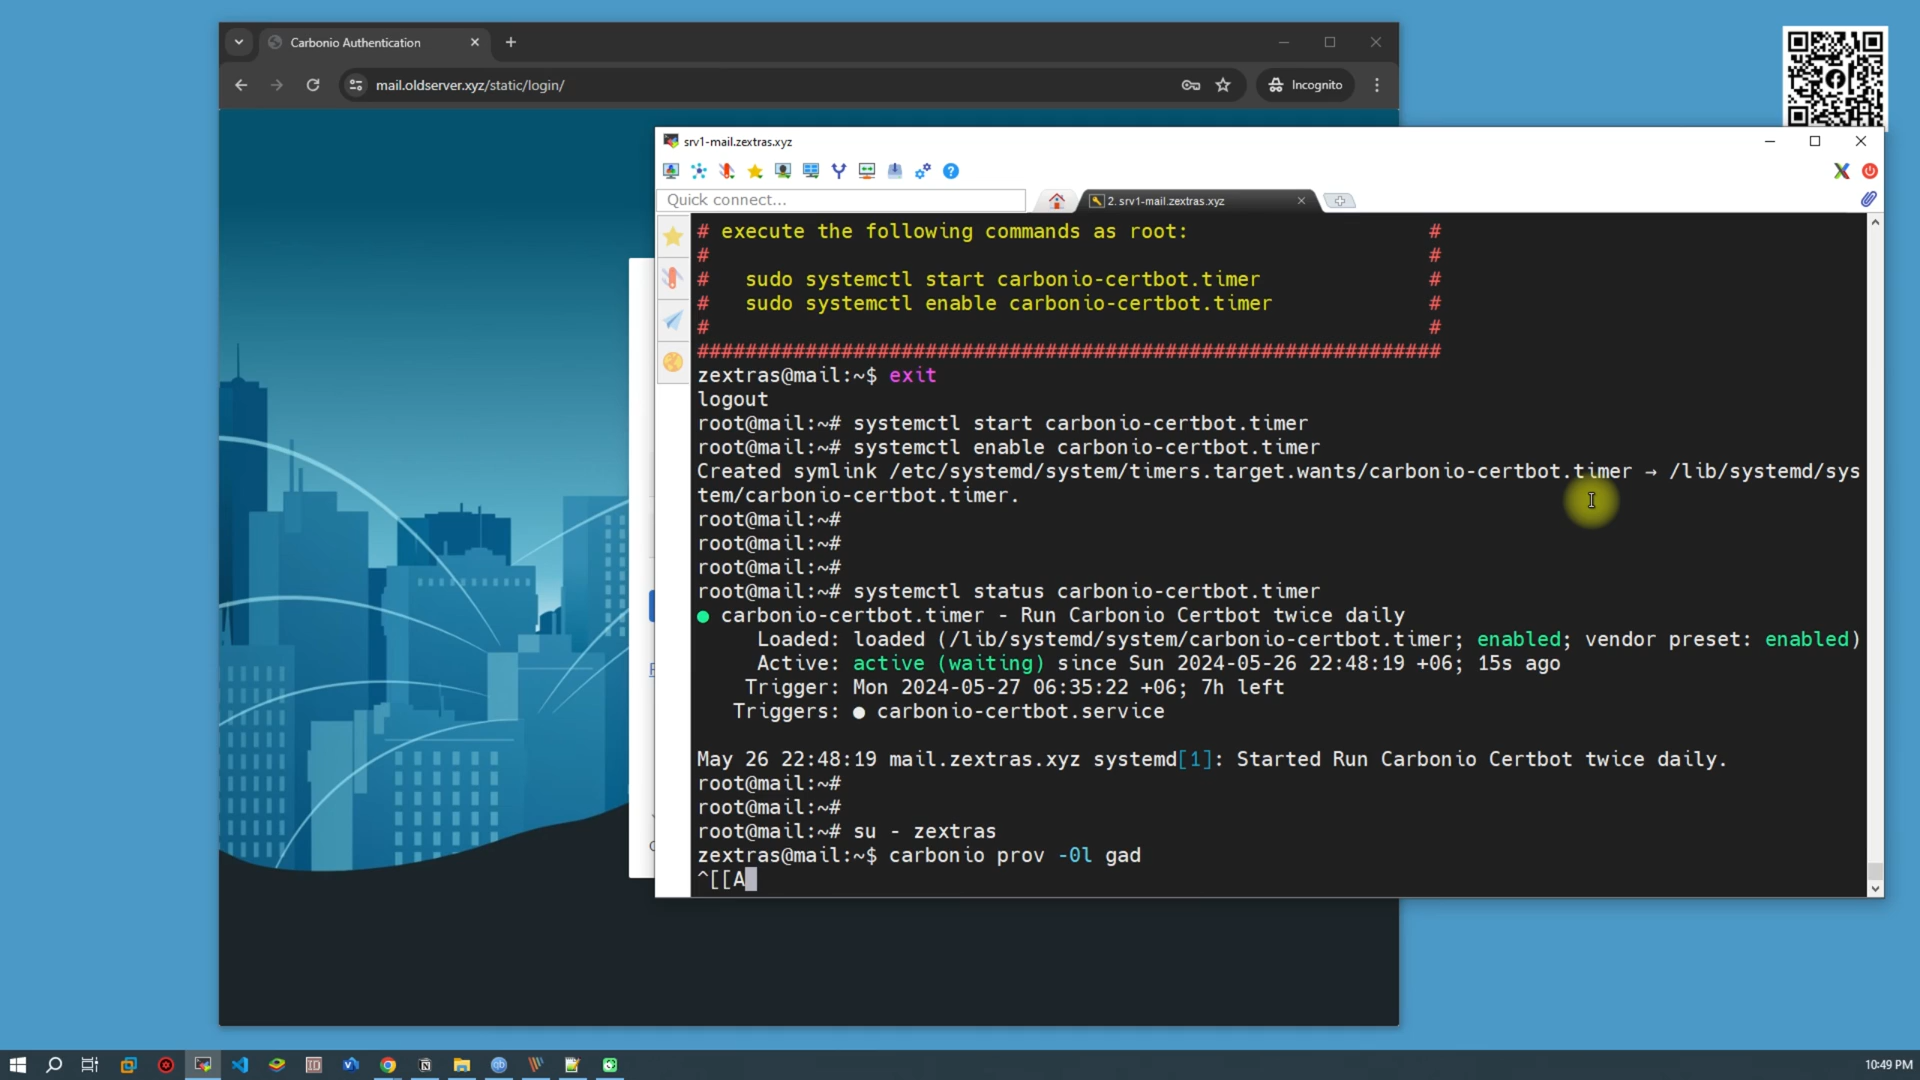 Carbonio Authentication
mail.oldserver.xyz/static/login/
Incognito
srv1-mail.zextras.xyz
Quick connect...
2. srv1-mail.zextras.xyz
# execute the following commands as root: #
# #
# sudo systemctl start carbonio-certbot.timer #
# sudo systemctl enable carbonio-certbot.timer #
# #
##############################################################
zextras@mail:~$ exit
logout
root@mail:~# systemctl start carbonio-certbot.timer
root@mail:~# systemctl enable carbonio-certbot.timer
Created symlink /etc/systemd/system/timers.target.wants/carbonio-certbot.timer → /lib/systemd/sys
tem/carbonio-certbot.timer.
root@mail:~#
root@mail:~#
root@mail:~#
root@mail:~# systemctl status carbonio-certbot.timer
● carbonio-certbot.timer - Run Carbonio Certbot twice daily
Loaded: loaded (/lib/systemd/system/carbonio-certbot.timer; enabled; vendor preset: enabled)
Active: active (waiting) since Sun 2024-05-26 22:48:19 +06; 15s ago
Trigger: Mon 2024-05-27 06:35:22 +06; 7h left
Triggers: ● carbonio-certbot.service
May 26 22:48:19 mail.zextras.xyz systemd[1]: Started Run Carbonio Certbot twice daily.
root@mail:~#
root@mail:~#
root@mail:~# su - zextras
zextras@mail:~$ carbonio prov -0l gad
^[[A
10:49 PM